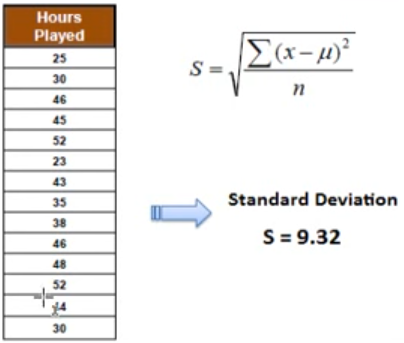 Hours
Played
25
30
46
45
52
23
43
35
38
46
48
52
30
S = √(∑(x − μ)² / n)
Standard Deviation
S = 9.32